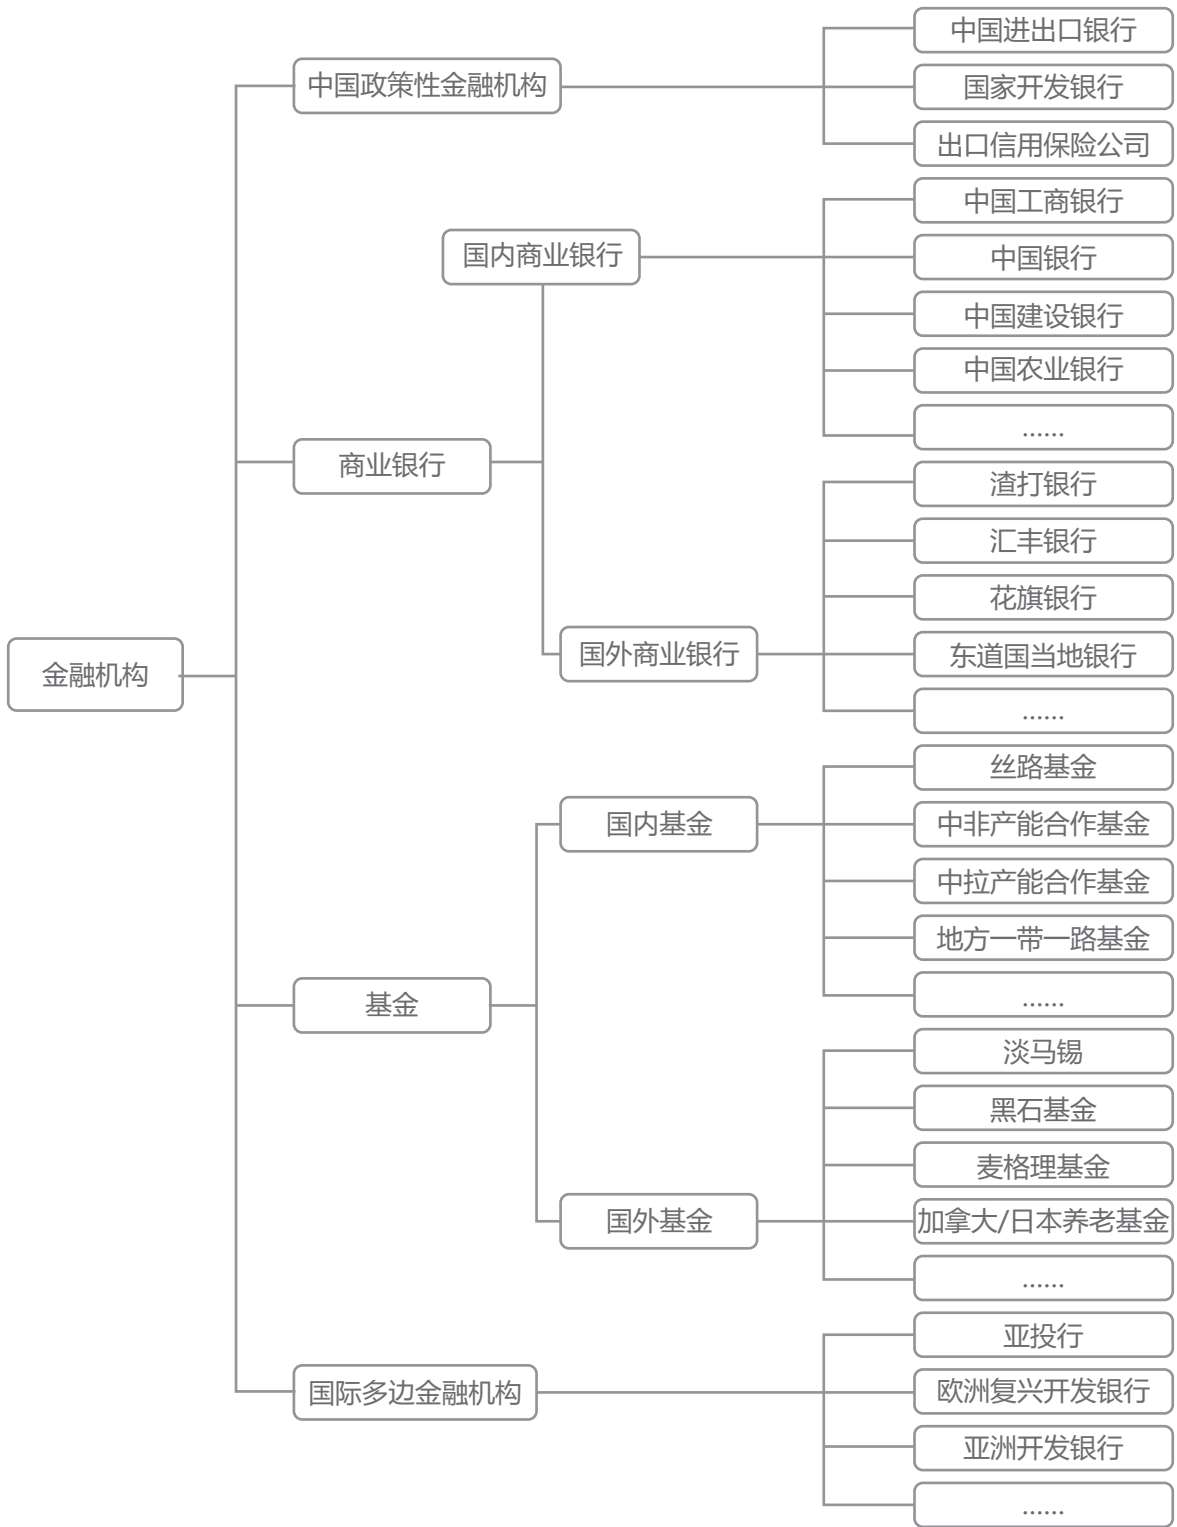 中国进出口银行
中国政策性金融机构
国家开发银行
出口信用保险公司
中国工商银行
国内商业银行
中国银行
中国建设银行
中国农业银行
......
商业银行
渣打银行
汇丰银行
花旗银行
国外商业银行
东道国当地银行
金融机构
......
丝路基金
国内基金
中非产能合作基金
中拉产能合作基金
地方一带一路基金
......
基金
淡马锡
黑石基金
麦格理基金
国外基金
加拿大/日本养老基金
......
亚投行
国际多边金融机构
欧洲复兴开发银行
亚洲开发银行
......